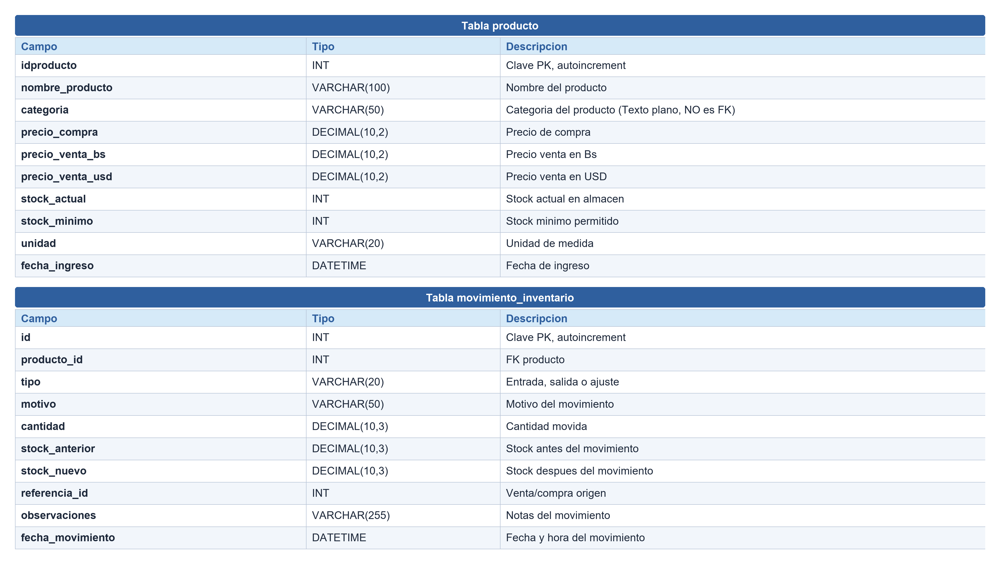 Tabla producto
Campo Tipo Descripcion
idproducto INT Clave PK, autoincrement
nombre_producto VARCHAR(100) Nombre del producto
categoria VARCHAR(50) Categoria del producto (Texto plano, NO es FK)
precio_compra DECIMAL(10,2) Precio de compra
precio_venta_bs DECIMAL(10,2) Precio venta en Bs
precio_venta_usd DECIMAL(10,2) Precio venta en USD
stock_actual INT Stock actual en almacen
stock_minimo INT Stock minimo permitido
unidad VARCHAR(20) Unidad de medida
fecha_ingreso DATETIME Fecha de ingreso
Tabla movimiento_inventario
Campo Tipo Descripcion
id INT Clave PK, autoincrement
producto_id INT FK producto
tipo VARCHAR(20) Entrada, salida o ajuste
motivo VARCHAR(50) Motivo del movimiento
cantidad DECIMAL(10,3) Cantidad movida
stock_anterior DECIMAL(10,3) Stock antes del movimiento
stock_nuevo DECIMAL(10,3) Stock despues del movimiento
referencia_id INT Venta/compra origen
observaciones VARCHAR(255) Notas del movimiento
fecha_movimiento DATETIME Fecha y hora del movimiento